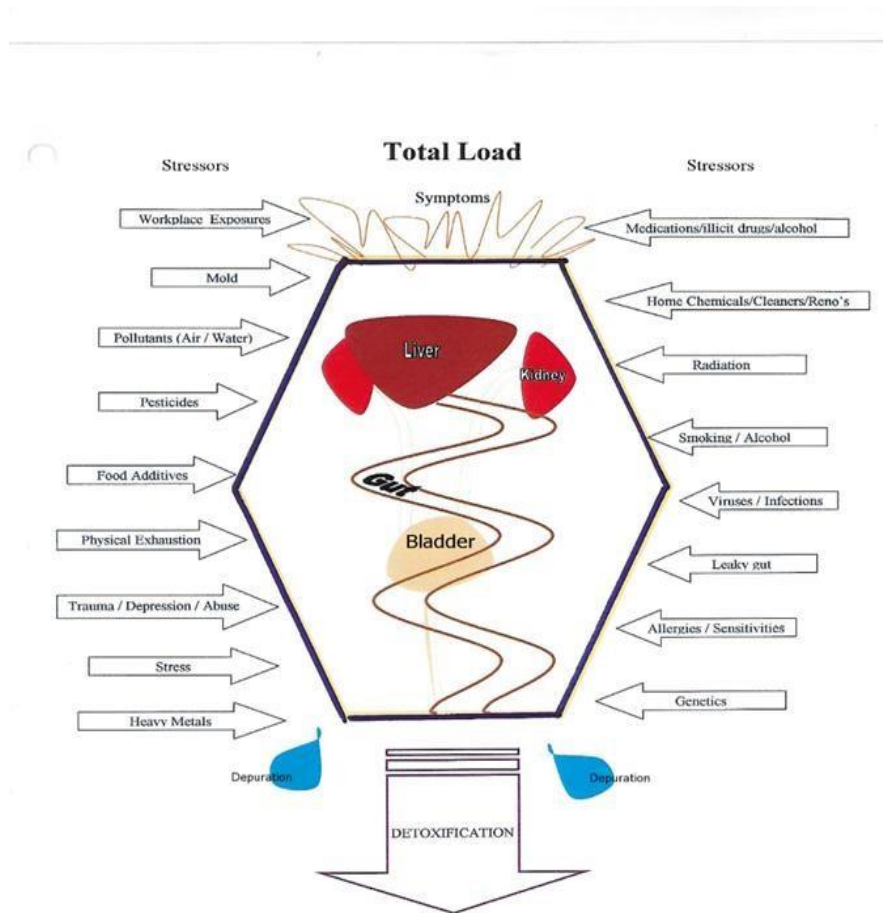 Total Load
Stressors
Stressors
Symptoms
Workplace Exposures
Medications/illicit drugs/alcohol
Mold
Home Chemicals/Cleaners/Reno's
Pollutants (Air / Water)
Liver
Radiation
Kidney
Pesticides
Smoking / Alcohol
Food Additives
Gut
Viruses / Infections
Physical Exhaustion
Bladder
Leaky gut
Trauma / Depression / Abuse
Allergies / Sensitivities
Stress
Genetics
Heavy Metals
Depuration
Depuration
DETOXIFICATION